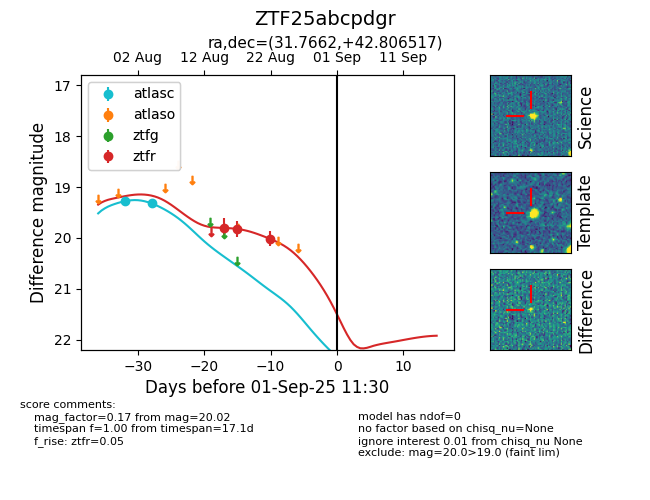 ZTF25abcpdgr
ra,dec=(31.7662,+42.806517)
02 Aug 12 Aug 22 Aug 01 Sep 11 Sep
17
18
19
20
21
22
Difference magnitude
atlasc
atlaso
ztfg
ztfr
−30 −20 −10 0 10
Days before 01-Sep-25 11:30
Science
Template
Difference
score comments:
mag_factor=0.17 from mag=20.02
timespan f=1.00 from timespan=17.1d
f_rise: ztfr=0.05
model has ndof=0
no factor based on chisq_nu=None
ignore interest 0.01 from chisq_nu None
exclude: mag=20.0>19.0 (faint lim)